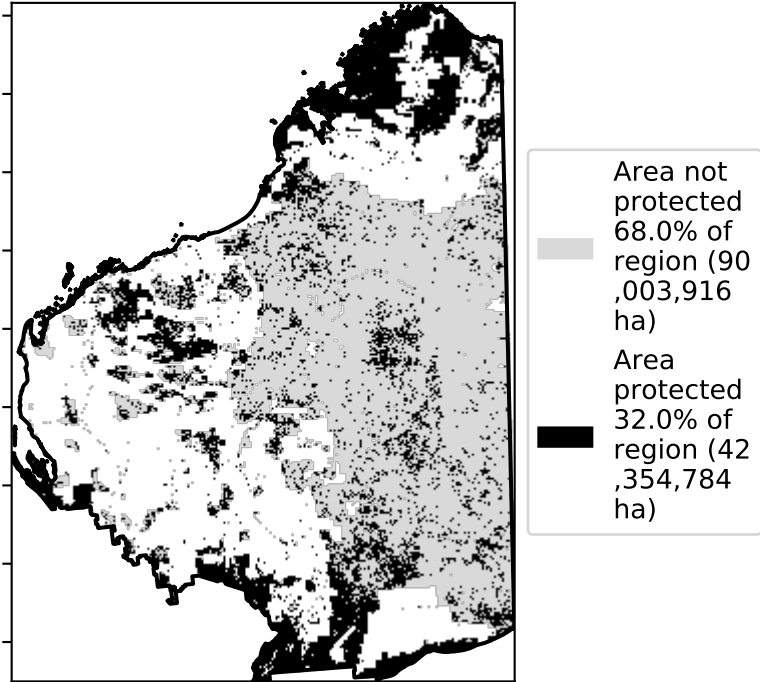 Area not
protected
68.0% of
region (90
,003,916
ha)
Area
protected
32.0% of
region (42
,354,784
ha)